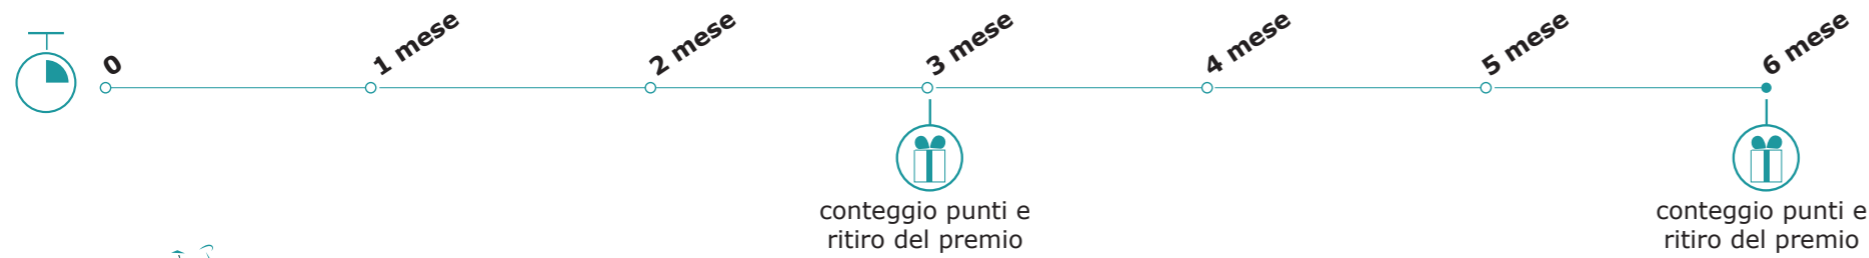 0
1 mese
2 mese
3 mese
4 mese
5 mese
6 mese
conteggio punti e
ritiro del premio
conteggio punti e
ritiro del premio